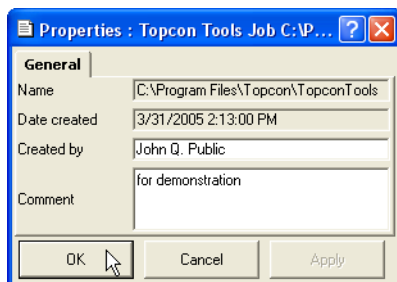 Properties : Topcon Tools Job C:\P...
General
Name C:\Program Files\Topcon\TopconTools
Date created 3/31/2005 2:13:00 PM
Created by John Q. Public
Comment for demonstration
OK Cancel Apply